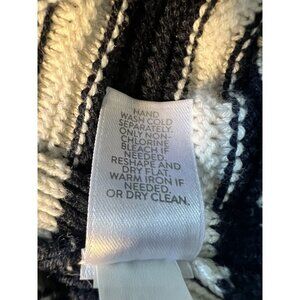 HAND
WASH COLD
SEPARATELY.
ONLY NON-
CHLORINE
BLEACH IF
NEEDED.
RESHAPE AND
DRY FLAT.
WARM IRON IF
NEEDED.
OR DRY CLEAN.